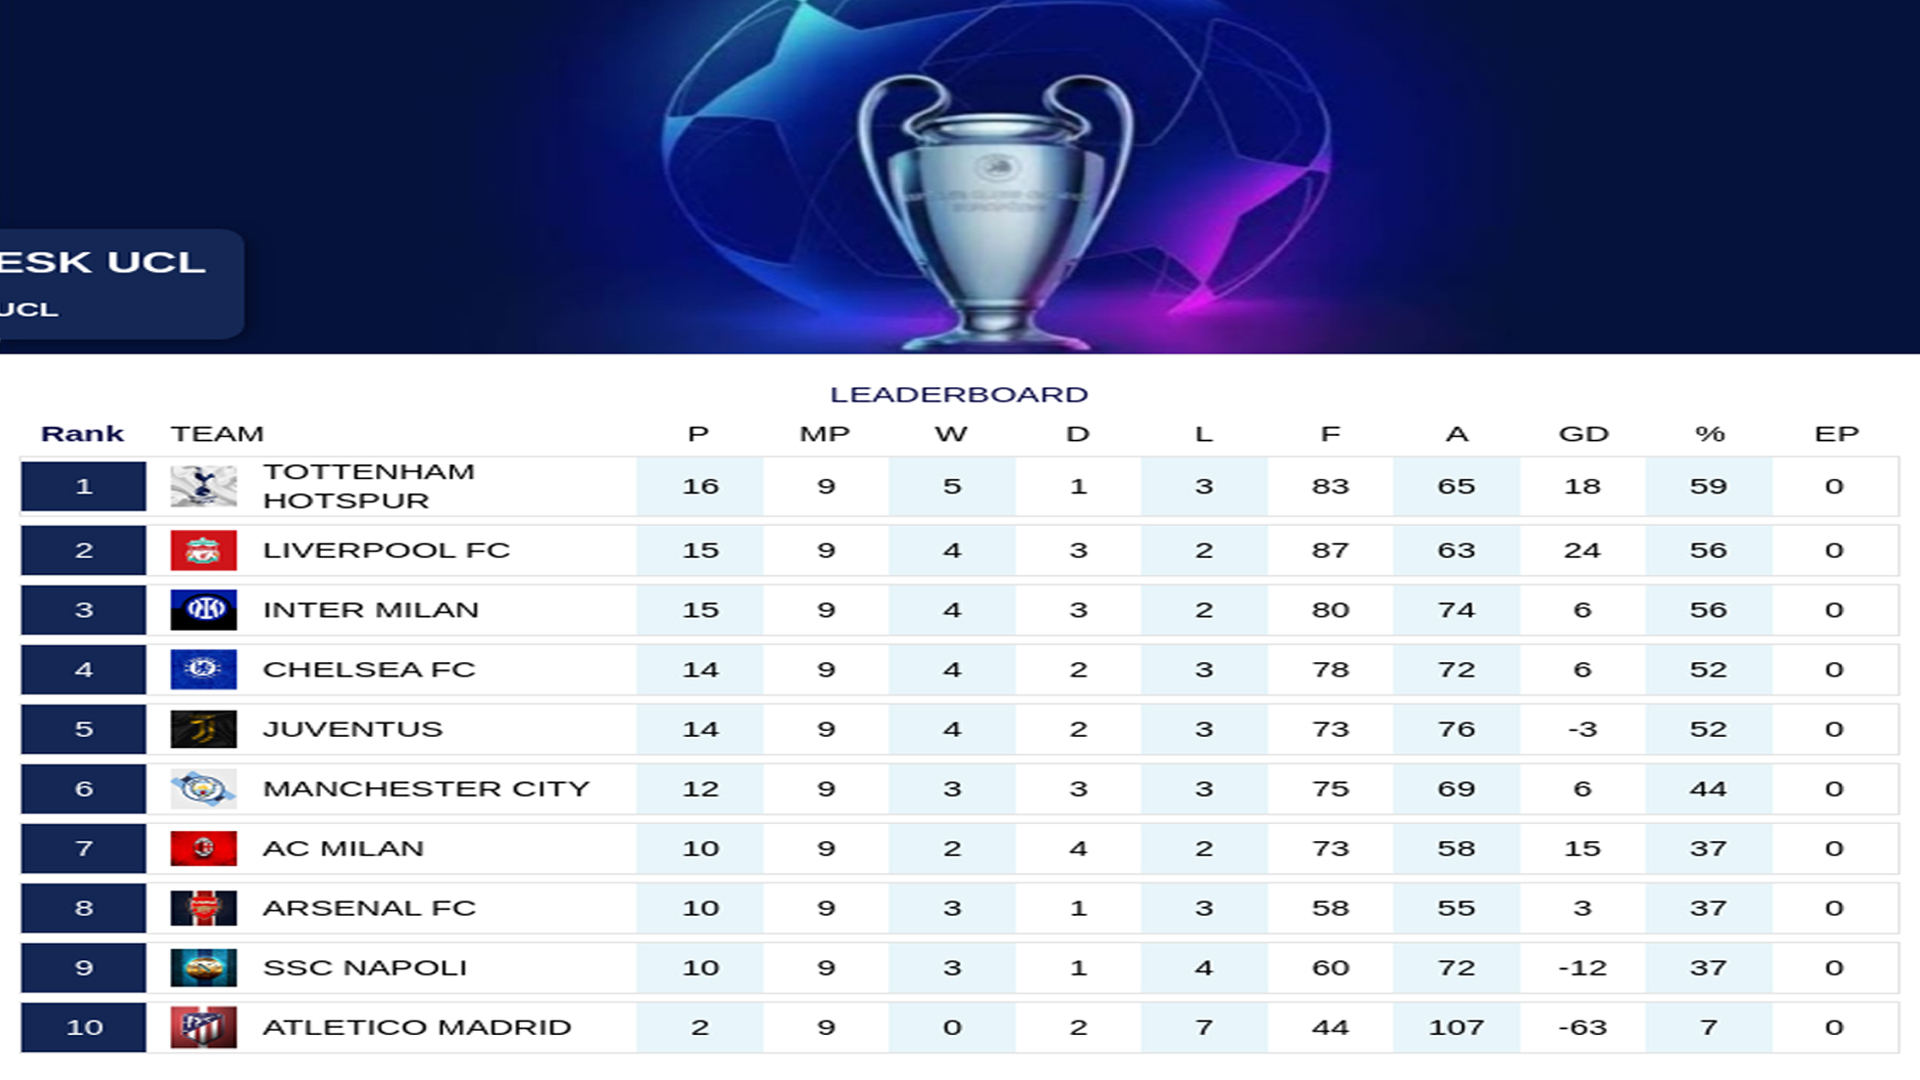 ESK UCL
UCL
LEADERBOARD
Rank TEAM P MP W D L F A GD % EP
1 TOTTENHAM HOTSPUR 16 9 5 1 3 83 65 18 59 0
2 LIVERPOOL FC 15 9 4 3 2 87 63 24 56 0
3 INTER MILAN 15 9 4 3 2 80 74 6 56 0
4 CHELSEA FC 14 9 4 2 3 78 72 6 52 0
5 JUVENTUS 14 9 4 2 3 73 76 -3 52 0
6 MANCHESTER CITY 12 9 3 3 3 75 69 6 44 0
7 AC MILAN 10 9 2 4 2 73 58 15 37 0
8 ARSENAL FC 10 9 3 1 3 58 55 3 37 0
9 SSC NAPOLI 10 9 3 1 4 60 72 -12 37 0
10 ATLETICO MADRID 2 9 0 2 7 44 107 -63 7 0